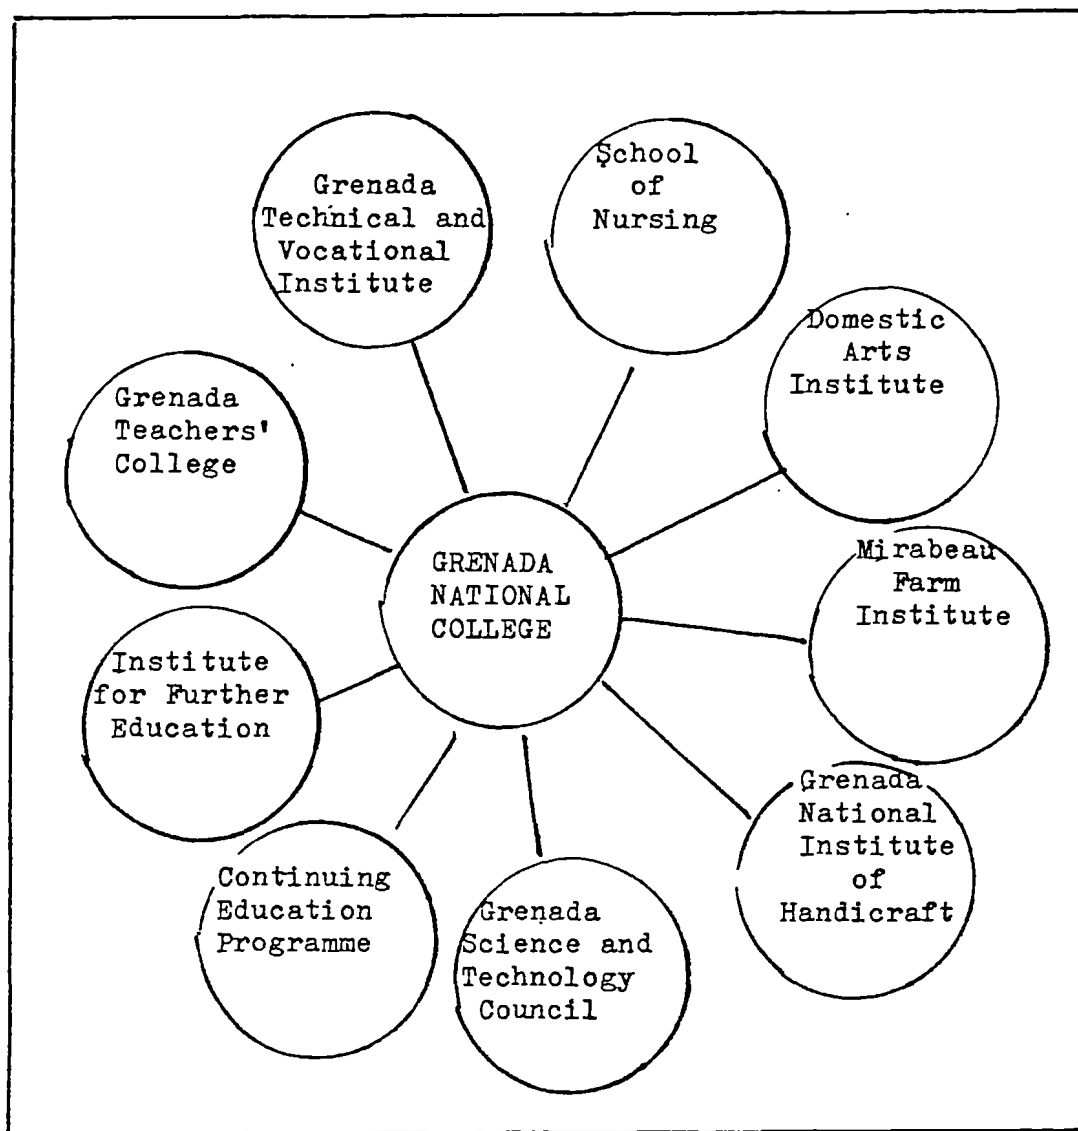 Grenada
Technical and
Vocational
Institute
School
of
Nursing
Domestic
Arts
Institute
Grenada
Teachers'
College
GRENADA
NATIONAL
COLLEGE
Mirabeau
Farm
Institute
Institute
for Further
Education
Grenada
National
Institute
of
Handicraft
Continuing
Education
Programme
Grenada
Science and
Technology
Council